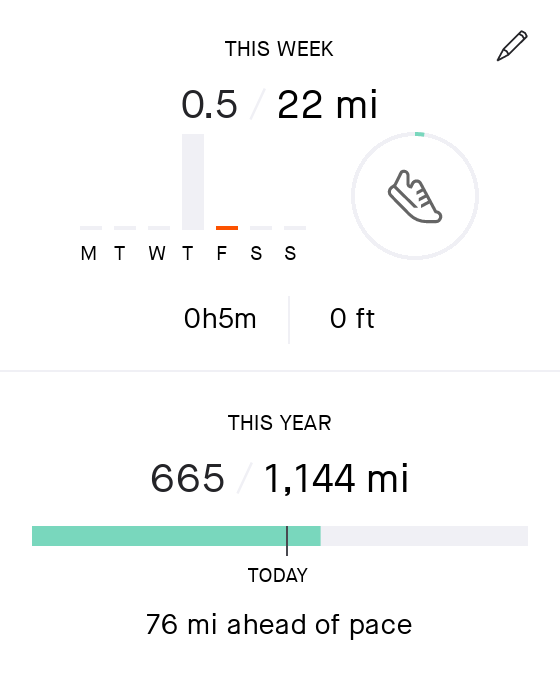 THIS WEEK
0.5 / 22 mi
M T W T F S S
0h5m 0 ft
THIS YEAR
665 / 1,144 mi
TODAY
76 mi ahead of pace